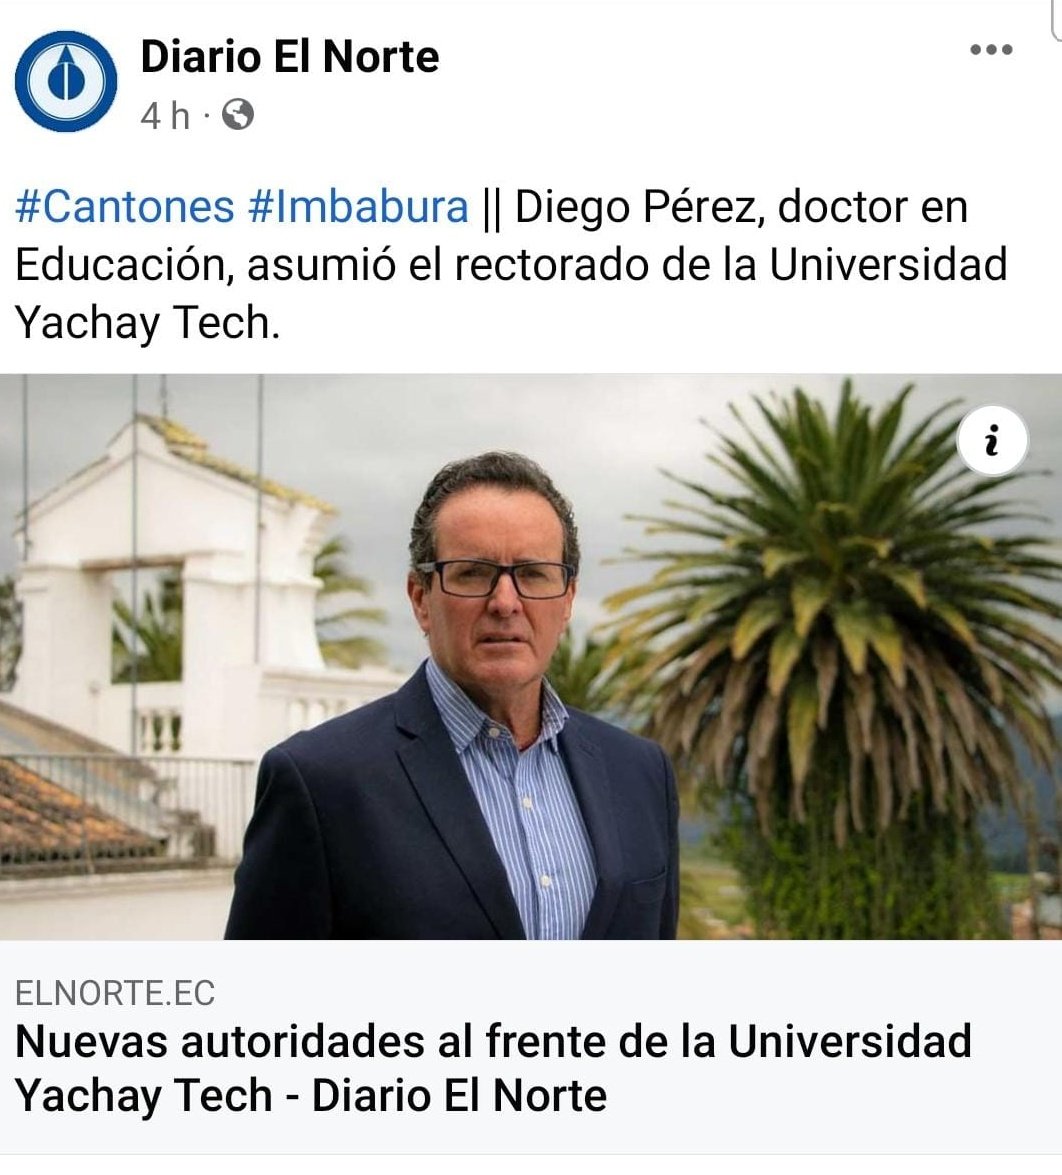 Diario El Norte
4 h ·
#Cantones #Imbabura || Diego Pérez, doctor en
Educación, asumió el rectorado de la Universidad
Yachay Tech.
i
ELNORTE.EC
Nuevas autoridades al frente de la Universidad
Yachay Tech - Diario El Norte